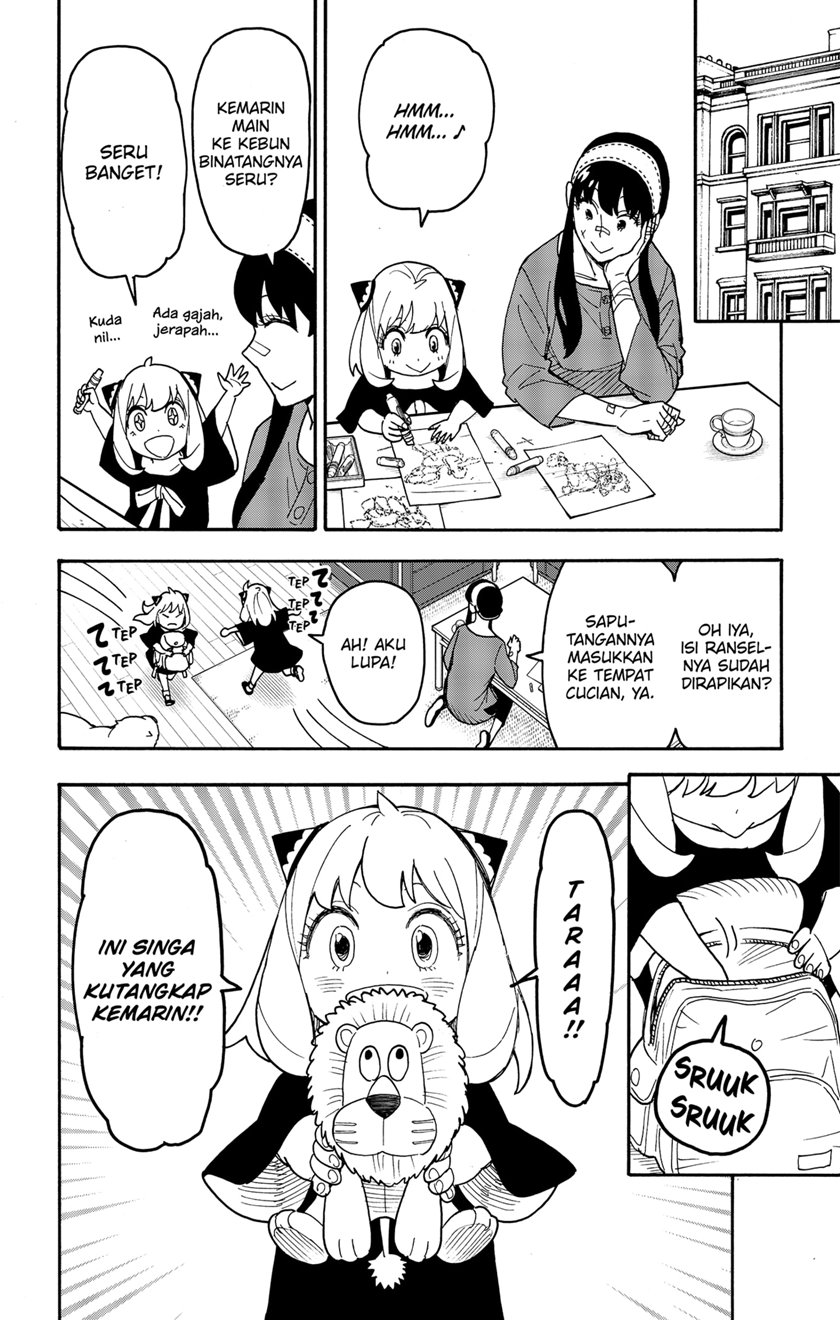 HMM...
HMM... ♪
KEMARIN
MAIN
KE KEBUN
BINATANGNYA
SERU?
SERU
BANGET!
Ada gajah,
jerapah...
Kuda
nil...
OH IYA,
ISI RANSEL-
NYA SUDAH
DIRAPIKAN?
SAPU-
TANGANNYA
MASUKKAN
KE TEMPAT
CUCIAN, YA.
AH! AKU
LUPA!
TEP
TEP
TEP
TEP
TEP
TEP
SRUUK
SRUUK
TARAAA!!
INI SINGA
YANG
KUTANGKAP
KEMARIN!!